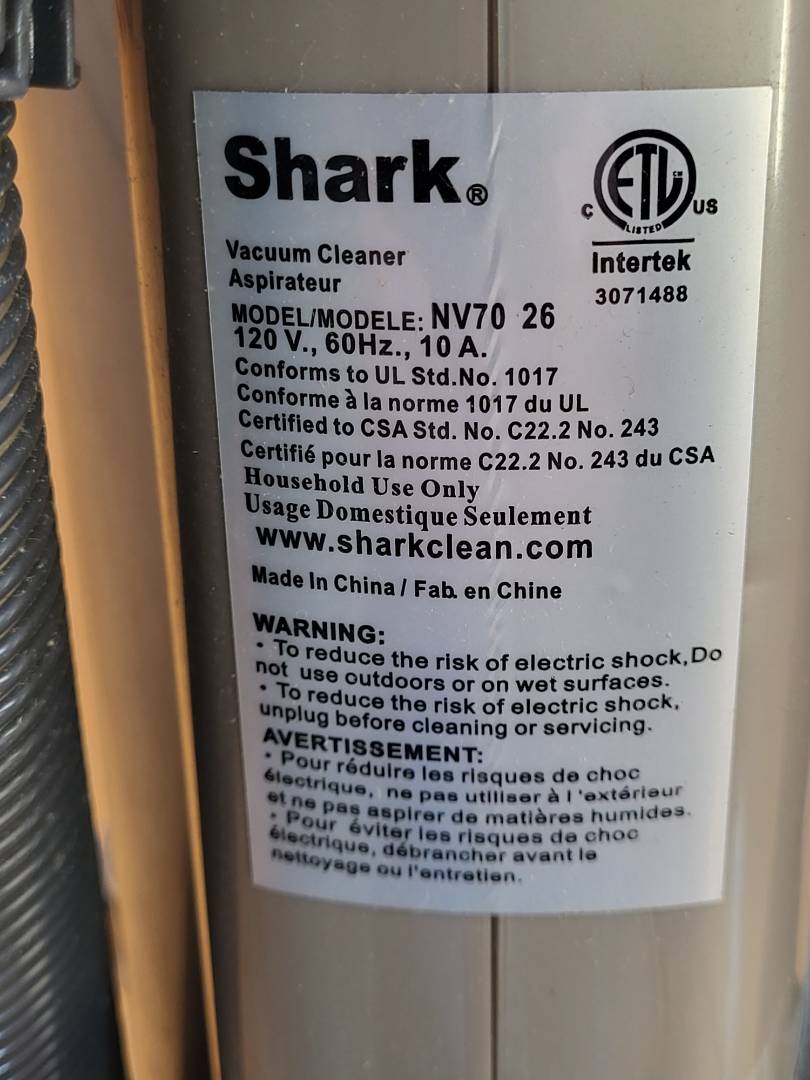 Shark®
C ETL CM US
LISTED
Intertek
3071488
Vacuum Cleaner
Aspirateur
MODEL/MODELE: NV70 26
120 V., 60Hz., 10 A.
Conforms to UL Std.No. 1017
Conforme à la norme 1017 du UL
Certified to CSA Std. No. C22.2 No. 243
Certifié pour la norme C22.2 No. 243 du CSA
Household Use Only
Usage Domestique Seulement
www.sharkclean.com
Made In China / Fab. en Chine
WARNING:
• To reduce the risk of electric shock,Do
not use outdoors or on wet surfaces.
• To reduce the risk of electric shock,
unplug before cleaning or servicing.
AVERTISSEMENT:
• Pour réduire les risques de choc
électrique, ne pas utiliser à l'extérieur
et ne pas aspirer de matières humides.
• Pour éviter les risques de choc
électrique, débrancher avant le
nettoyage ou l'entretien.